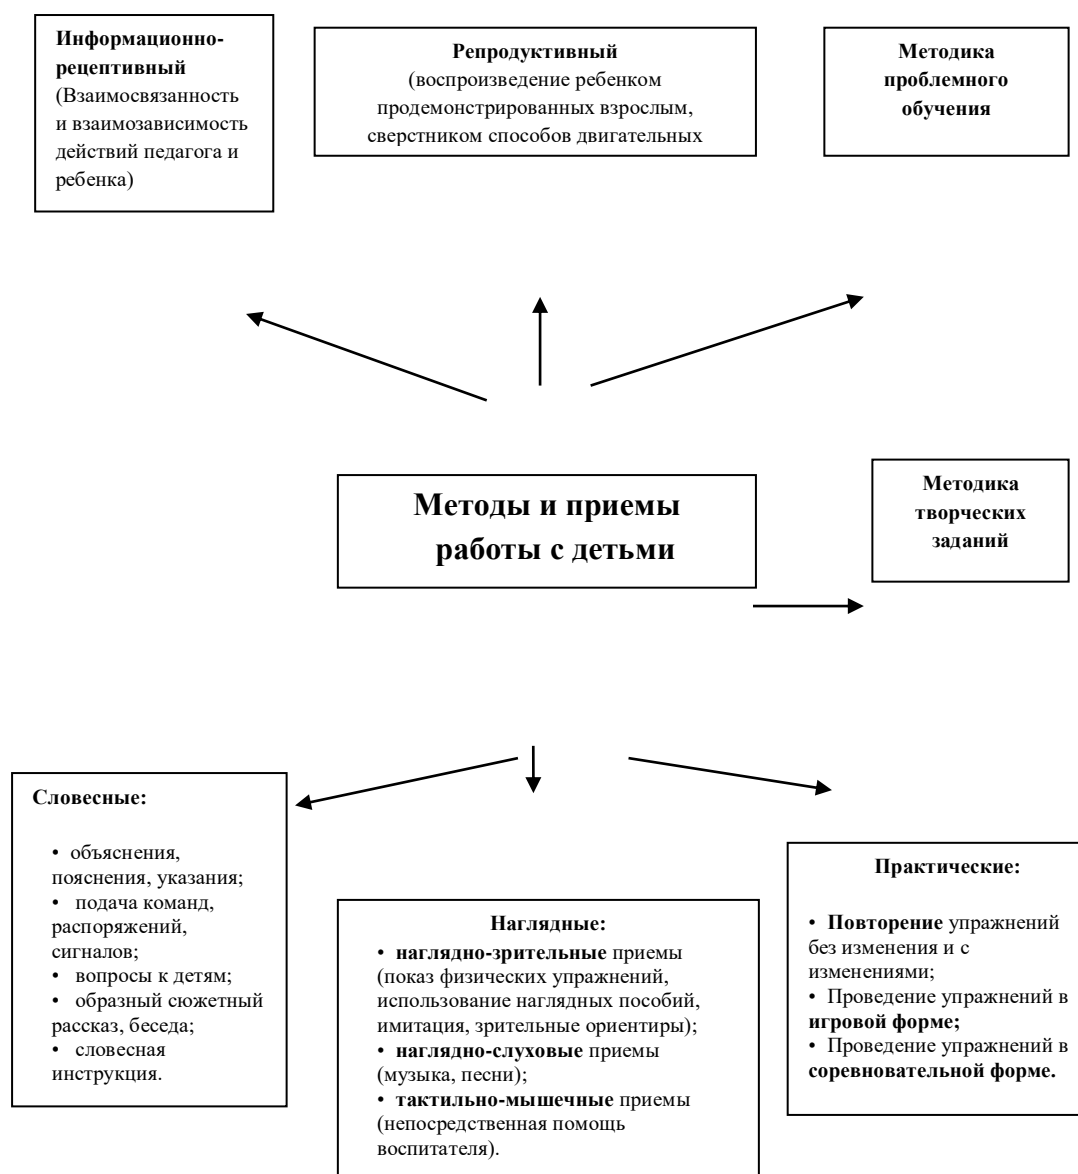 Информационно-
рецептивный
(Взаимосвязанность
и взаимозависимость
действий педагога и
ребенка)
Репродуктивный
(воспроизведение ребенком
продемонстрированных взрослым,
сверстником способов двигательных
Методика
проблемного
обучения
Методы и приемы
работы с детьми
Методика
творческих
заданий
Словесные:
• объяснения,
пояснения, указания;
• подача команд,
распоряжений,
сигналов;
• вопросы к детям;
• образный сюжетный
рассказ, беседа;
• словесная
инструкция.
Наглядные:
• наглядно-зрительные приемы
(показ физических упражнений,
использование наглядных пособий,
имитация, зрительные ориентиры);
• наглядно-слуховые приемы
(музыка, песни);
• тактильно-мышечные приемы
(непосредственная помощь
воспитателя).
Практические:
• Повторение упражнений
без изменения и с
изменениями;
• Проведение упражнений в
игровой форме;
• Проведение упражнений в
соревновательной форме.